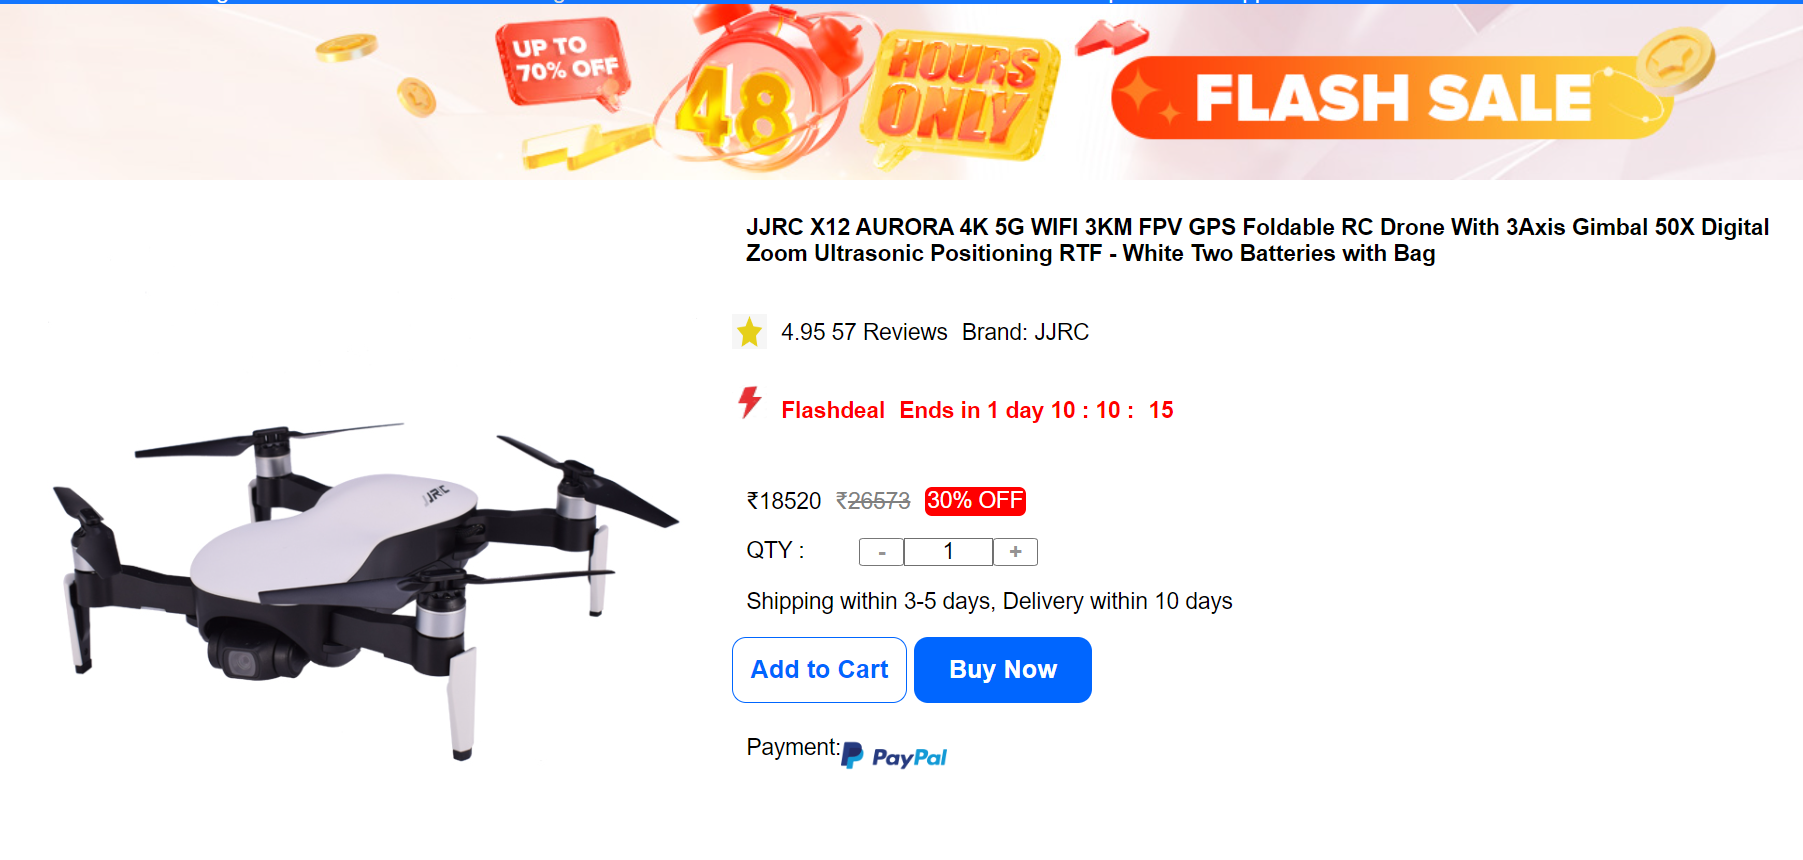 UP TO
70% OFF
48
HOURS
ONLY
FLASH SALE
JJRC X12 AURORA 4K 5G WIFI 3KM FPV GPS Foldable RC Drone With 3Axis Gimbal 50X Digital
Zoom Ultrasonic Positioning RTF - White Two Batteries with Bag
4.95 57 Reviews Brand: JJRC
Flashdeal Ends in 1 day 10 : 10 : 15
JJRC
₹18520 ₹26573 30% OFF
QTY : - 1 +
Shipping within 3-5 days, Delivery within 10 days
Add to Cart Buy Now
Payment: PayPal